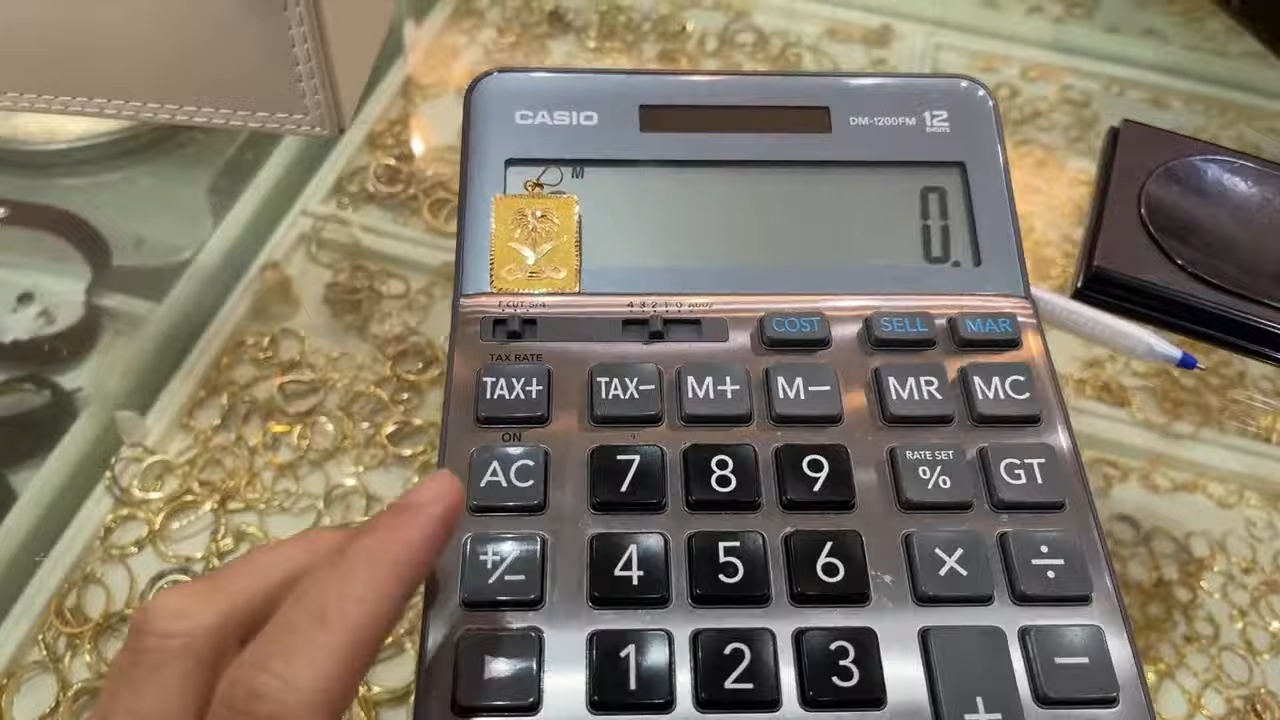 CASIO
DM-1200FM 12
DIGITS
M
0.
F CUT 5/4
4 3 2 1 0 ADD2
COST SELL MAR
TAX RATE
TAX+ TAX− M+ M− MR MC
ON
AC 7 8 9 RATE SET % GT
+/− 4 5 6 × ÷
▶ 1 2 3 + −